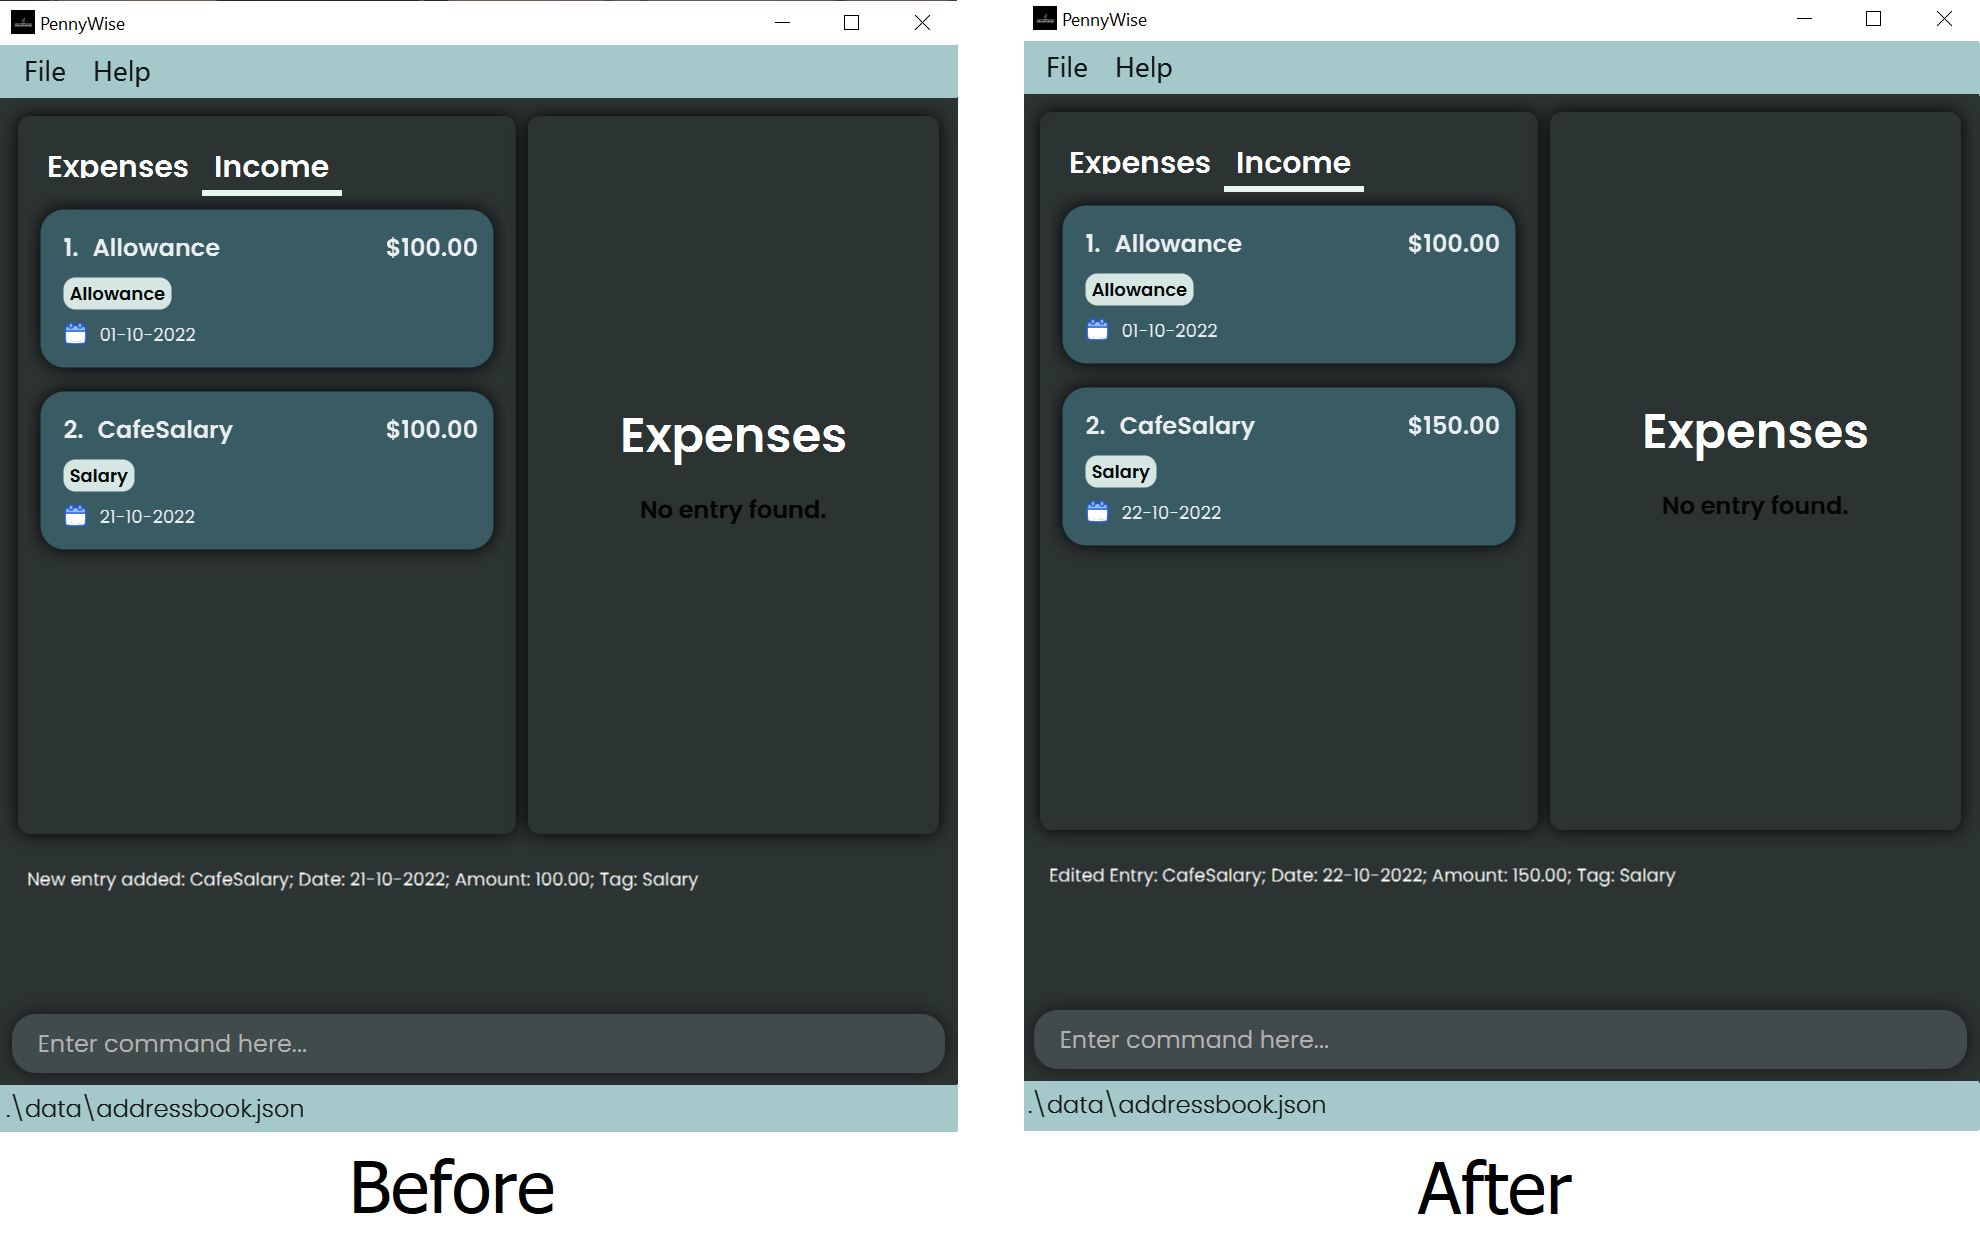 PennyWise
File Help
Expenses Income
1. Allowance $100.00
Allowance
01-10-2022
2. CafeSalary $100.00
Salary
21-10-2022
Expenses
No entry found.
New entry added: CafeSalary; Date: 21-10-2022; Amount: 100.00; Tag: Salary
Enter command here...
.\data\addressbook.json
Before
PennyWise
File Help
Expenses Income
1. Allowance $100.00
Allowance
01-10-2022
2. CafeSalary $150.00
Salary
22-10-2022
Expenses
No entry found.
Edited Entry: CafeSalary; Date: 22-10-2022; Amount: 150.00; Tag: Salary
Enter command here...
.\data\addressbook.json
After